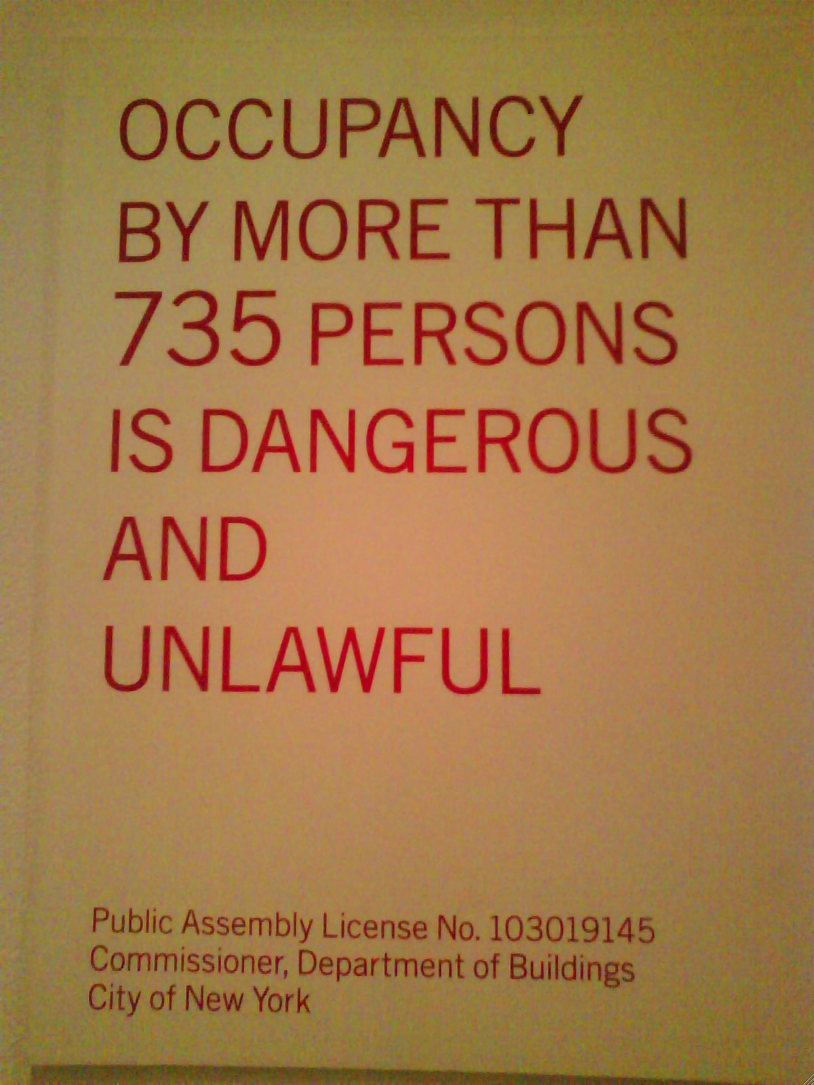 OCCUPANCY
BY MORE THAN
735 PERSONS
IS DANGEROUS
AND
UNLAWFUL
Public Assembly License No. 103019145
Commissioner, Department of Buildings
City of New York